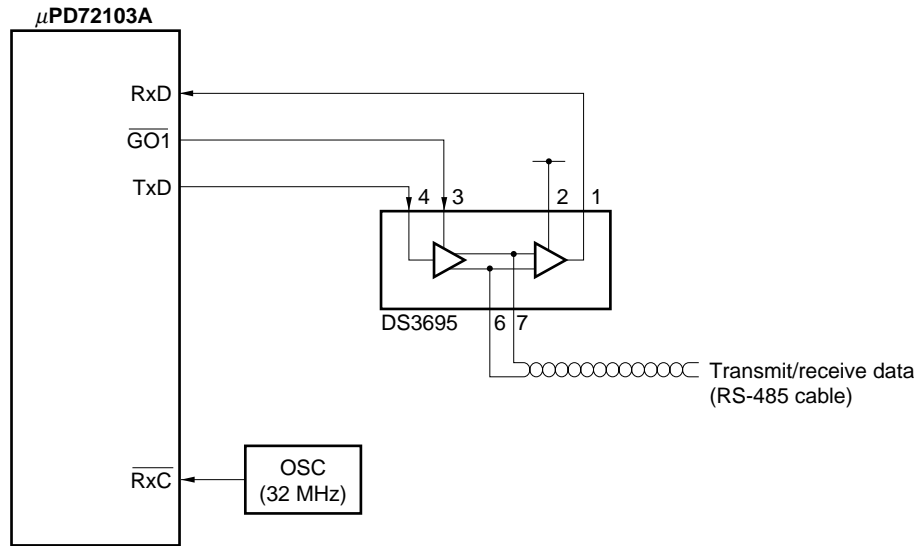 μPD72103A
RxD
GO1
TxD
4 3 2 1
DS3695 6 7
Transmit/receive data
(RS-485 cable)
RxC
OSC
(32 MHz)